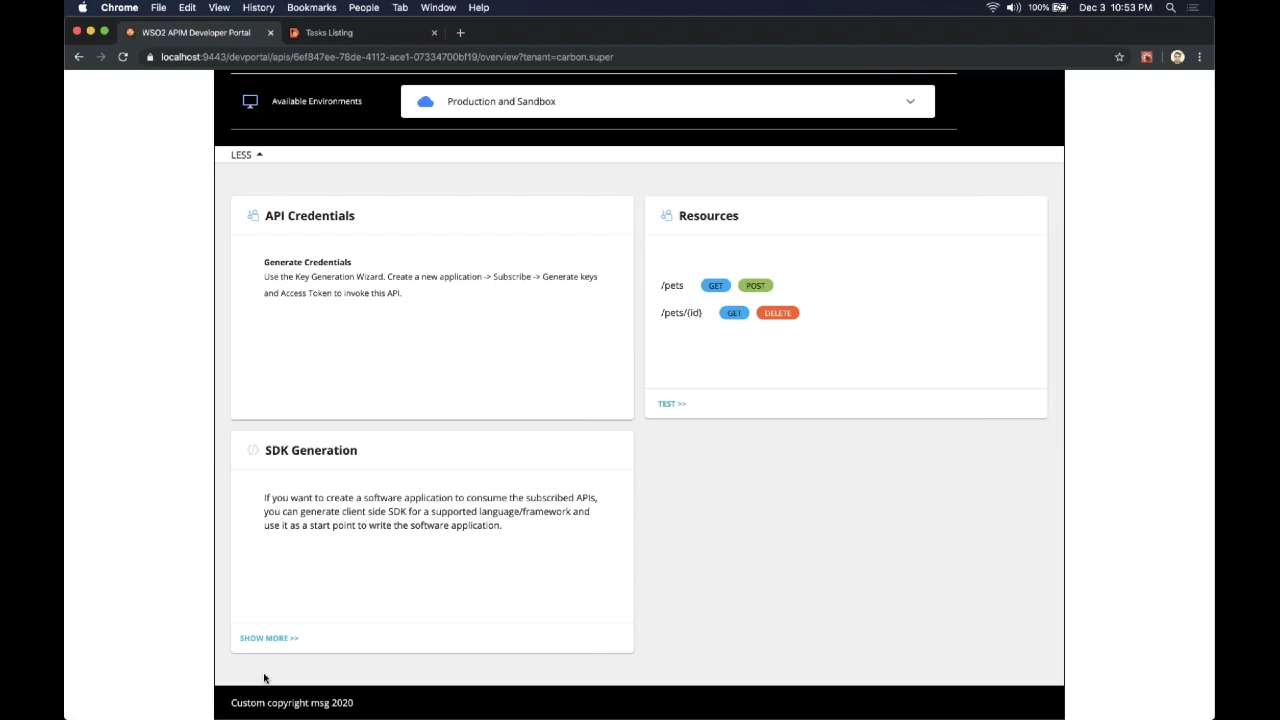 Chrome File Edit View History Bookmarks People Tab Window Help 100% Dec 3 10:53 PM
WSO2 APIM Developer Portal Tasks Listing
localhost:9443/devportal/apis/6ef847ee-78de-4112-ace1-07334700bf19/overview?tenant=carbon.super
Available Environments Production and Sandbox
LESS
API Credentials
Generate Credentials
Use the Key Generation Wizard. Create a new application -> Subscribe -> Generate keys
and Access Token to invoke this API.
Resources
/pets GET POST
/pets/{id} GET DELETE
TEST >>
SDK Generation
If you want to create a software application to consume the subscribed APIs,
you can generate client side SDK for a supported language/framework and
use it as a start point to write the software application.
SHOW MORE >>
Custom copyright msg 2020